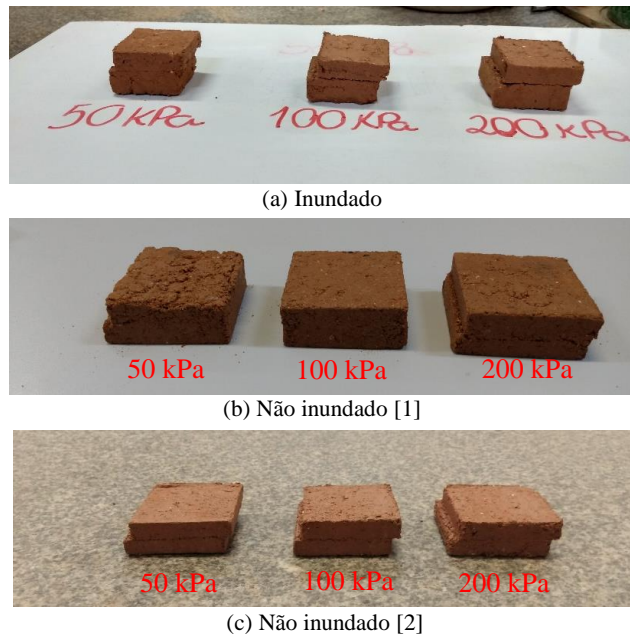 50 KPa 100 KPa 200 KPa
(a) Inundado
50 kPa 100 kPa 200 kPa
(b) Não inundado [1]
50 kPa 100 kPa 200 kPa
(c) Não inundado [2]